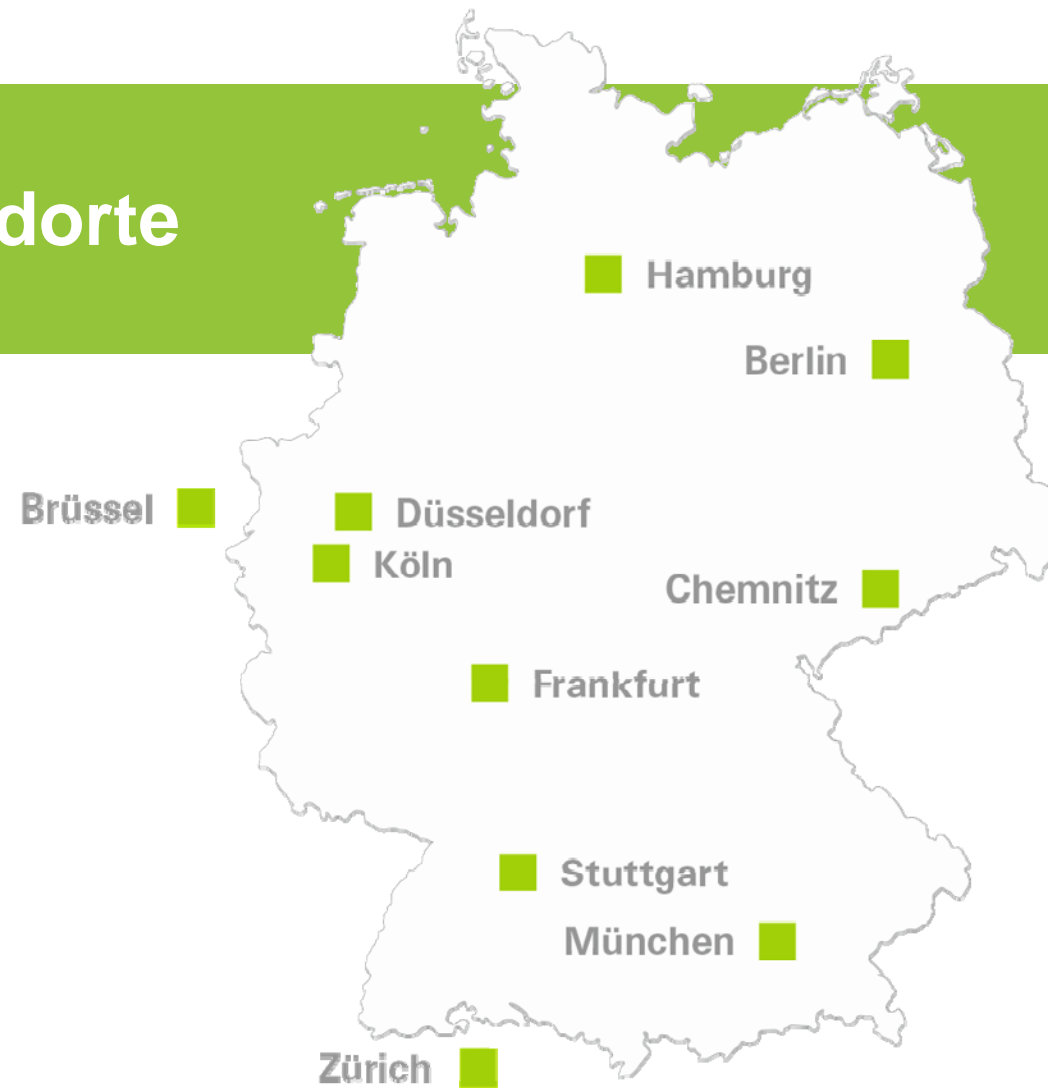 dorte
Hamburg
Berlin
Brüssel
Düsseldorf
Köln
Chemnitz
Frankfurt
Stuttgart
München
Zürich